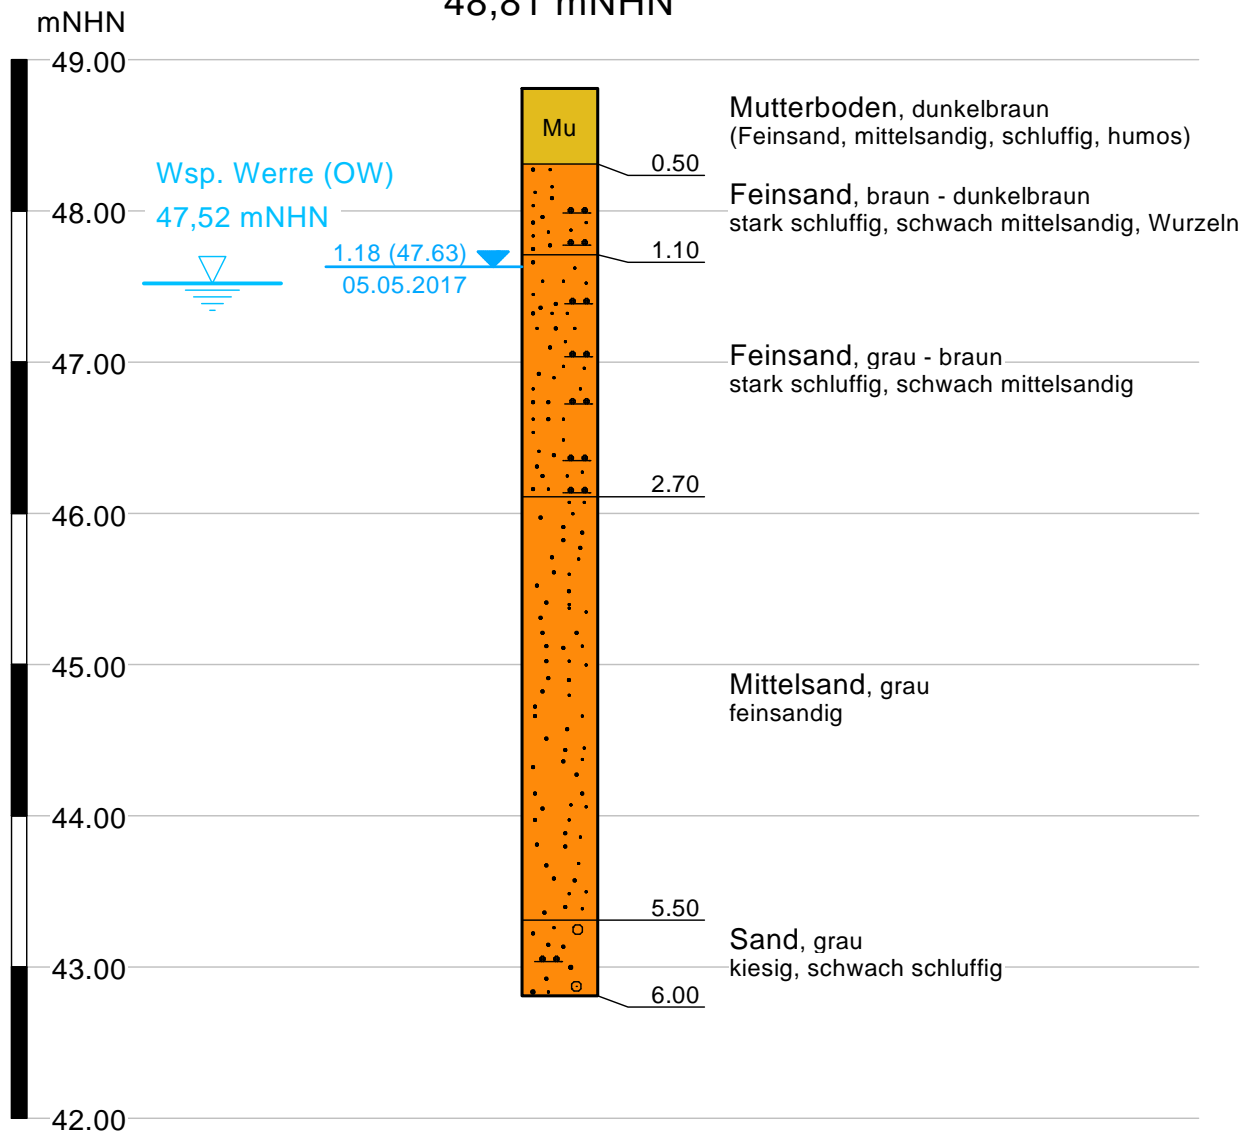 48,81 mNHN
mNHN
49.00
Mu
Mutterboden, dunkelbraun
(Feinsand, mittelsandig, schluffig, humos)
0.50
Wsp. Werre (OW)
47,52 mNHN
48.00
Feinsand, braun - dunkelbraun
stark schluffig, schwach mittelsandig, Wurzeln
1.18 (47.63)
05.05.2017
1.10
47.00
Feinsand, grau - braun
stark schluffig, schwach mittelsandig
2.70
46.00
45.00
Mittelsand, grau
feinsandig
44.00
5.50
Sand, grau
kiesig, schwach schluffig
43.00
6.00
42.00